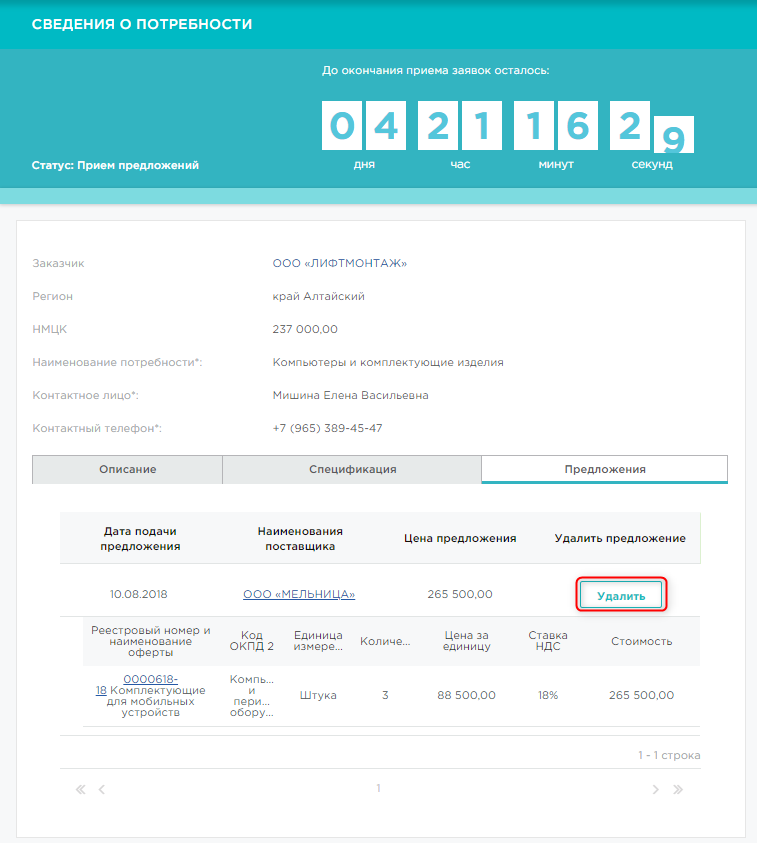 СВЕДЕНИЯ О ПОТРЕБНОСТИ
До окончания приема заявок осталось:
04 21 16 29
дня час минут секунд
Статус: Прием предложений
Заказчик ООО «ЛИФТМОНТАЖ»
Регион край Алтайский
НМЦК 237 000,00
Наименование потребности*: Компьютеры и комплектующие изделия
Контактное лицо*: Мишина Елена Васильевна
Контактный телефон*: +7 (965) 389-45-47
Описание Спецификация Предложения
Дата подачи Наименования
предложения поставщика Цена предложения Удалить предложение
10.08.2018 ООО «МЕЛЬНИЦА» 265 500,00 Удалить
Реестровый номер и Код Единица Количе... Цена за Ставка Стоимость
наименование ОКПД 2 измере... единицу НДС
оферты
0000618- Компь...
18 Комплектующие и Штука 3 88 500,00 18% 265 500,00
для мобильных пери...
устройств обору...
1 - 1 строка
« ‹ 1 › »